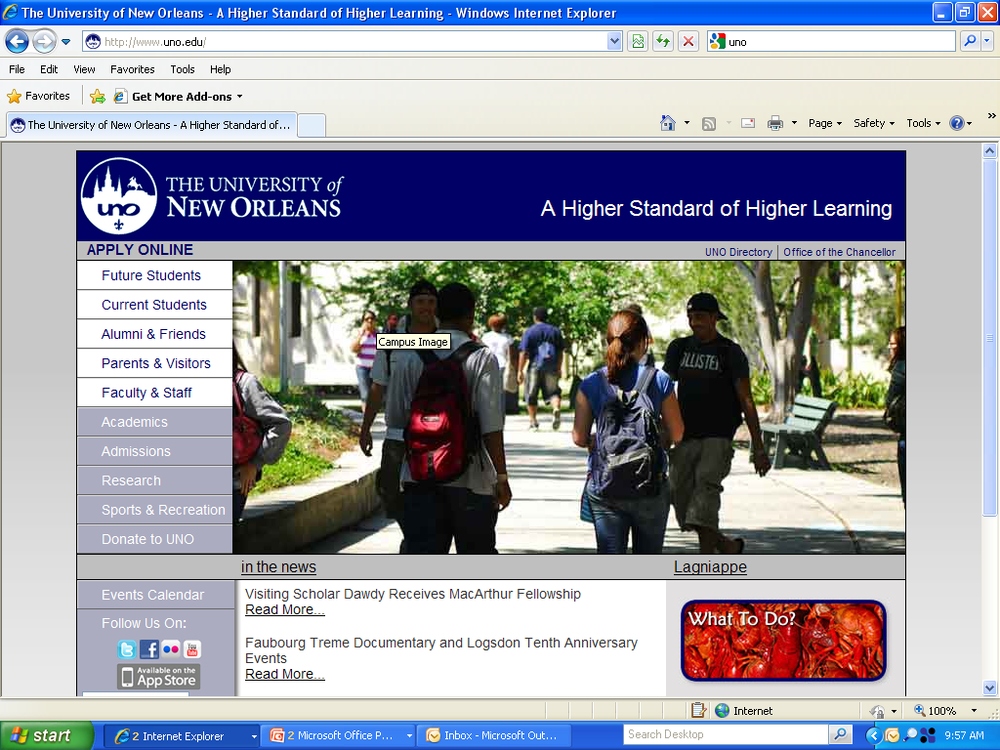 The University of New Orleans - A Higher Standard of Higher Learning - Windows Internet Explorer
http://www.uno.edu/
uno
File Edit View Favorites Tools Help
Favorites Get More Add-ons
The University of New Orleans - A Higher Standard of... Page Safety Tools
uno THE UNIVERSITY of
NEW ORLEANS
A Higher Standard of Higher Learning
APPLY ONLINE
UNO Directory Office of the Chancellor
Future Students
Current Students
Alumni & Friends
Parents & Visitors
Faculty & Staff
Academics
Admissions
Research
Sports & Recreation
Donate to UNO
Campus Image
HOLLISTER
in the news
Lagniappe
Events Calendar
Follow Us On:
You Tube
Available on the
App Store
Visiting Scholar Dawdy Receives MacArthur Fellowship
Read More...
Faubourg Treme Documentary and Logsdon Tenth Anniversary
Events
Read More...
What To Do?
Internet 100%
start 2 Internet Explorer 2 Microsoft Office P... Inbox - Microsoft Out... Search Desktop 9:57 AM